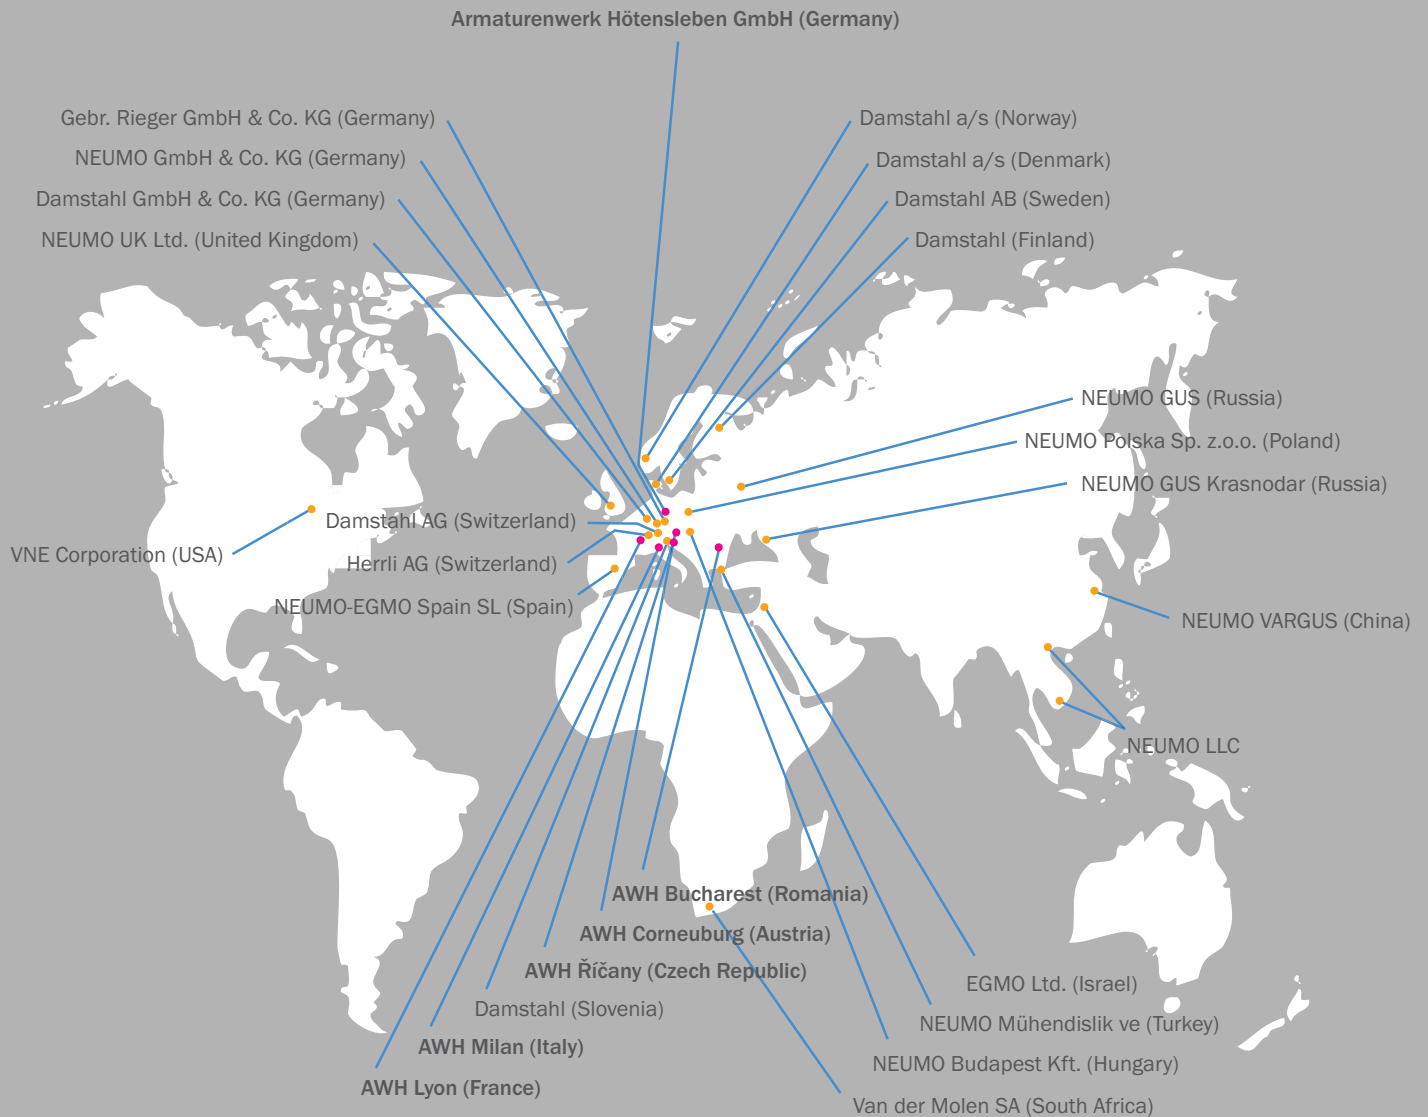 Armaturenwerk Hötensleben GmbH (Germany)
Gebr. Rieger GmbH & Co. KG (Germany)
NEUMO GmbH & Co. KG (Germany)
Damstahl GmbH & Co. KG (Germany)
NEUMO UK Ltd. (United Kingdom)
Damstahl a/s (Norway)
Damstahl a/s (Denmark)
Damstahl AB (Sweden)
Damstahl (Finland)
NEUMO GUS (Russia)
NEUMO Polska Sp. z.o.o. (Poland)
NEUMO GUS Krasnodar (Russia)
Damstahl AG (Switzerland)
VNE Corporation (USA)
Herrli AG (Switzerland)
NEUMO-EGMO Spain SL (Spain)
NEUMO VARGUS (China)
NEUMO LLC
AWH Bucharest (Romania)
AWH Corneuburg (Austria)
AWH Říčany (Czech Republic)
Damstahl (Slovenia)
AWH Milan (Italy)
AWH Lyon (France)
EGMO Ltd. (Israel)
NEUMO Mühendislik ve (Turkey)
NEUMO Budapest Kft. (Hungary)
Van der Molen SA (South Africa)